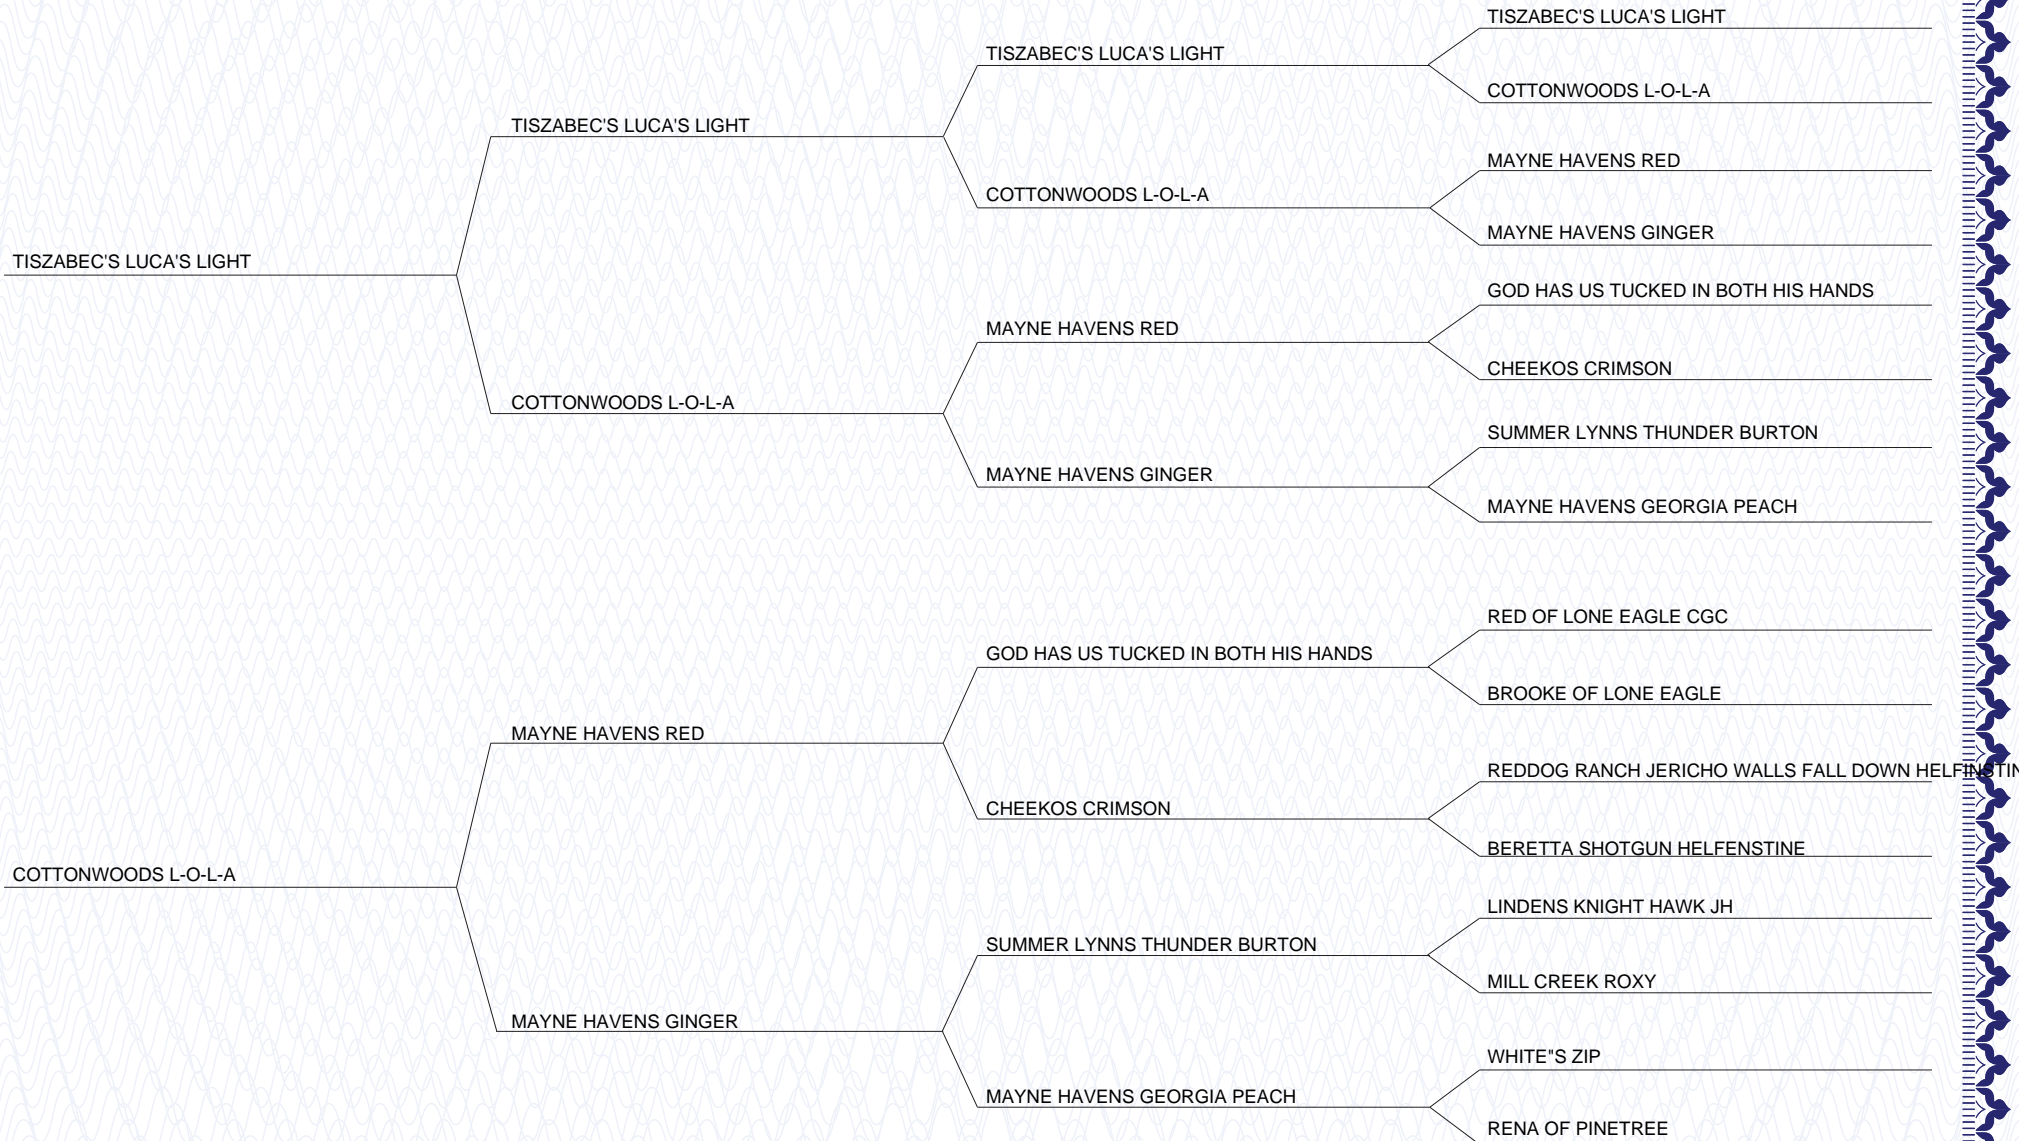 TISZABEC'S LUCA'S LIGHT
TISZABEC'S LUCA'S LIGHT
COTTONWOODS L-O-L-A
TISZABEC'S LUCA'S LIGHT
MAYNE HAVENS RED
COTTONWOODS L-O-L-A
MAYNE HAVENS GINGER
TISZABEC'S LUCA'S LIGHT
GOD HAS US TUCKED IN BOTH HIS HANDS
MAYNE HAVENS RED
CHEEKOS CRIMSON
COTTONWOODS L-O-L-A
SUMMER LYNNS THUNDER BURTON
MAYNE HAVENS GINGER
MAYNE HAVENS GEORGIA PEACH
RED OF LONE EAGLE CGC
GOD HAS US TUCKED IN BOTH HIS HANDS
BROOKE OF LONE EAGLE
MAYNE HAVENS RED
REDDOG RANCH JERICHO WALLS FALL DOWN HELFINSTIN
CHEEKOS CRIMSON
BERETTA SHOTGUN HELFENSTINE
COTTONWOODS L-O-L-A
LINDENS KNIGHT HAWK JH
SUMMER LYNNS THUNDER BURTON
MILL CREEK ROXY
MAYNE HAVENS GINGER
WHITE"S ZIP
MAYNE HAVENS GEORGIA PEACH
RENA OF PINETREE